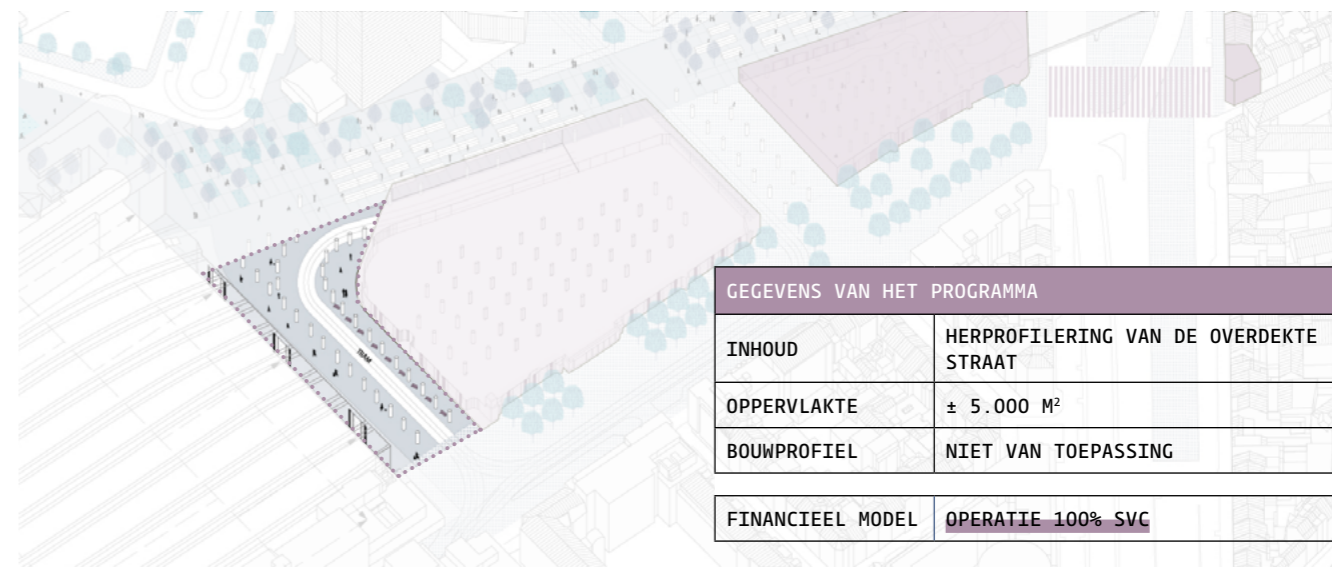 TRAM
GEGEVENS VAN HET PROGRAMMA
INHOUD
HERPROFILERING VAN DE OVERDEKTE
STRAAT
OPPERVLAKTE
± 5.000 M²
BOUWPROFIEL
NIET VAN TOEPASSING
FINANCIEEL MODEL
OPERATIE 100% SVC